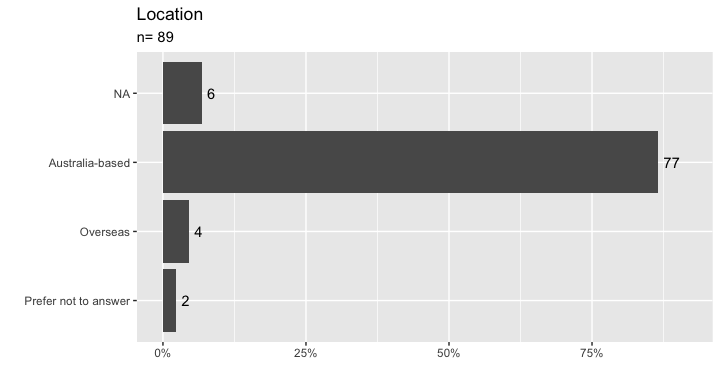 Location
n= 89
NA
6
Australia-based
77
Overseas
4
Prefer not to answer
2
0%
25%
50%
75%